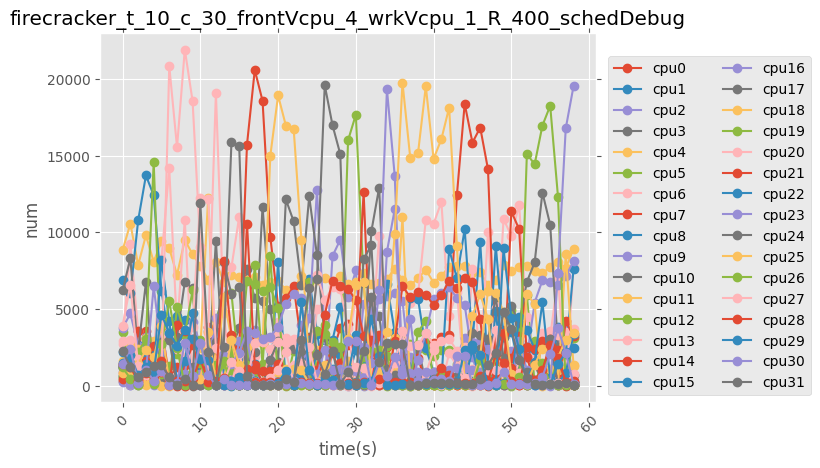 firecracker_t_10_c_30_frontVcpu_4_wrkVcpu_1_R_400_schedDebug
num
20000
15000
10000
5000
0
0
10
20
30
40
50
60
time(s)
cpu0
cpu1
cpu2
cpu3
cpu4
cpu5
cpu6
cpu7
cpu8
cpu9
cpu10
cpu11
cpu12
cpu13
cpu14
cpu15
cpu16
cpu17
cpu18
cpu19
cpu20
cpu21
cpu22
cpu23
cpu24
cpu25
cpu26
cpu27
cpu28
cpu29
cpu30
cpu31